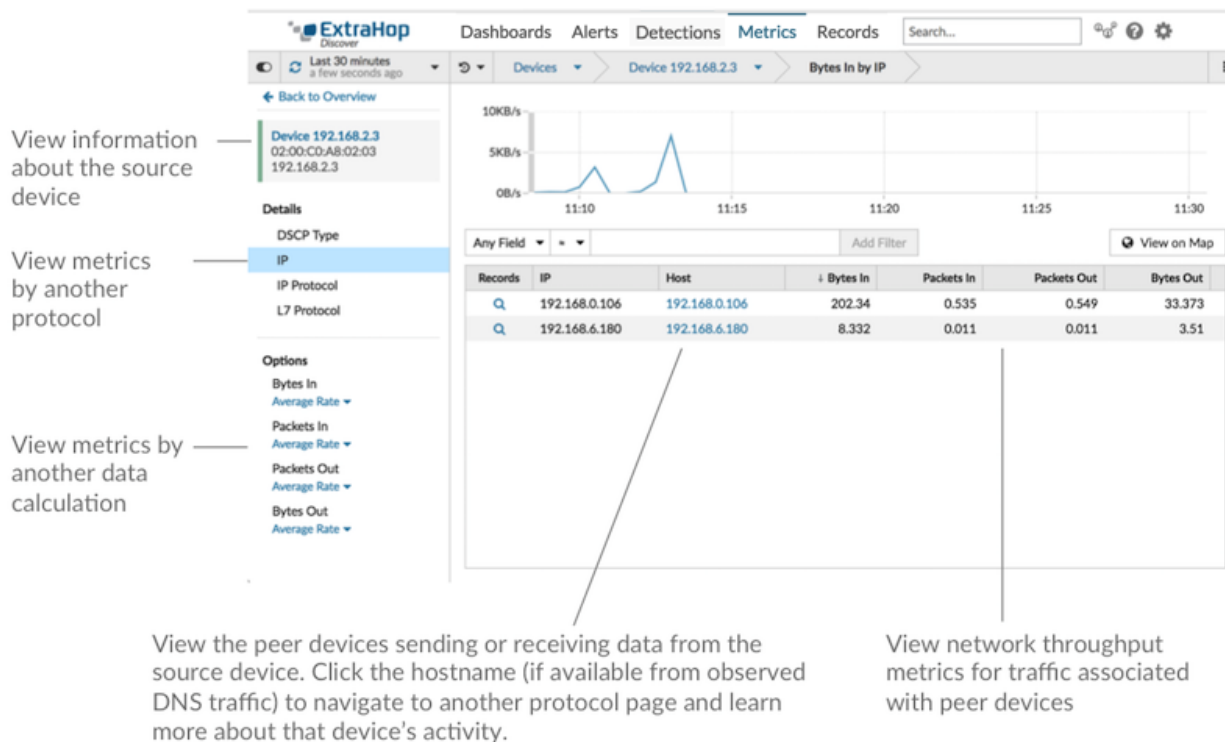 ExtraHop
Discover
Dashboards Alerts Detections Metrics Records Search...
Last 30 minutes
a few seconds ago
Devices Device 192.168.2.3 Bytes In by IP
Back to Overview
Device 192.168.2.3
02:00:C0:A8:02:03
192.168.2.3
Details
DSCP Type
IP
IP Protocol
L7 Protocol
Options
Bytes In
Average Rate
Packets In
Average Rate
Packets Out
Average Rate
Bytes Out
Average Rate
10KB/s
5KB/s
0B/s
11:10 11:15 11:20 11:25 11:30
Any Field = Add Filter View on Map
Records IP Host ↓ Bytes In Packets In Packets Out Bytes Out
192.168.0.106 192.168.0.106 202.34 0.535 0.549 33.373
192.168.6.180 192.168.6.180 8.332 0.011 0.011 3.51
View information
about the source
device
View metrics
by another
protocol
View metrics by
another data
calculation
View the peer devices sending or receiving data from the
source device. Click the hostname (if available from observed
DNS traffic) to navigate to another protocol page and learn
more about that device's activity.
View network throughput
metrics for traffic associated
with peer devices